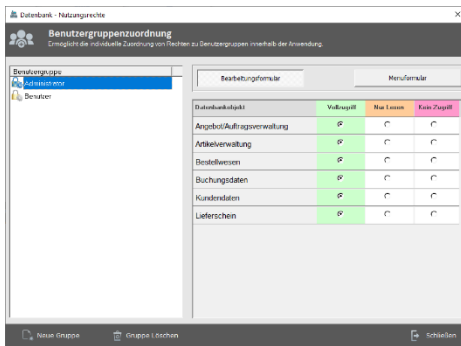 Datenbank - Nutzungsrechte
Benutzergruppenzuordnung
Ermöglicht die individuelle Zuordnung von Rechten zu Benutzergruppen innerhalb der Anwendung.
Benutzergruppe
Administrator
Benutzer
Bearbeitungsformular
Menuformular
Datenbankobjekt Vollzugriff Nur Lesen Kein Zugriff
Angebot/Auftragsverwaltung
Artikelverwaltung
Bestellwesen
Buchungsdaten
Kundendaten
Lieferschein
Neue Gruppe
Gruppe Löschen
Schließen